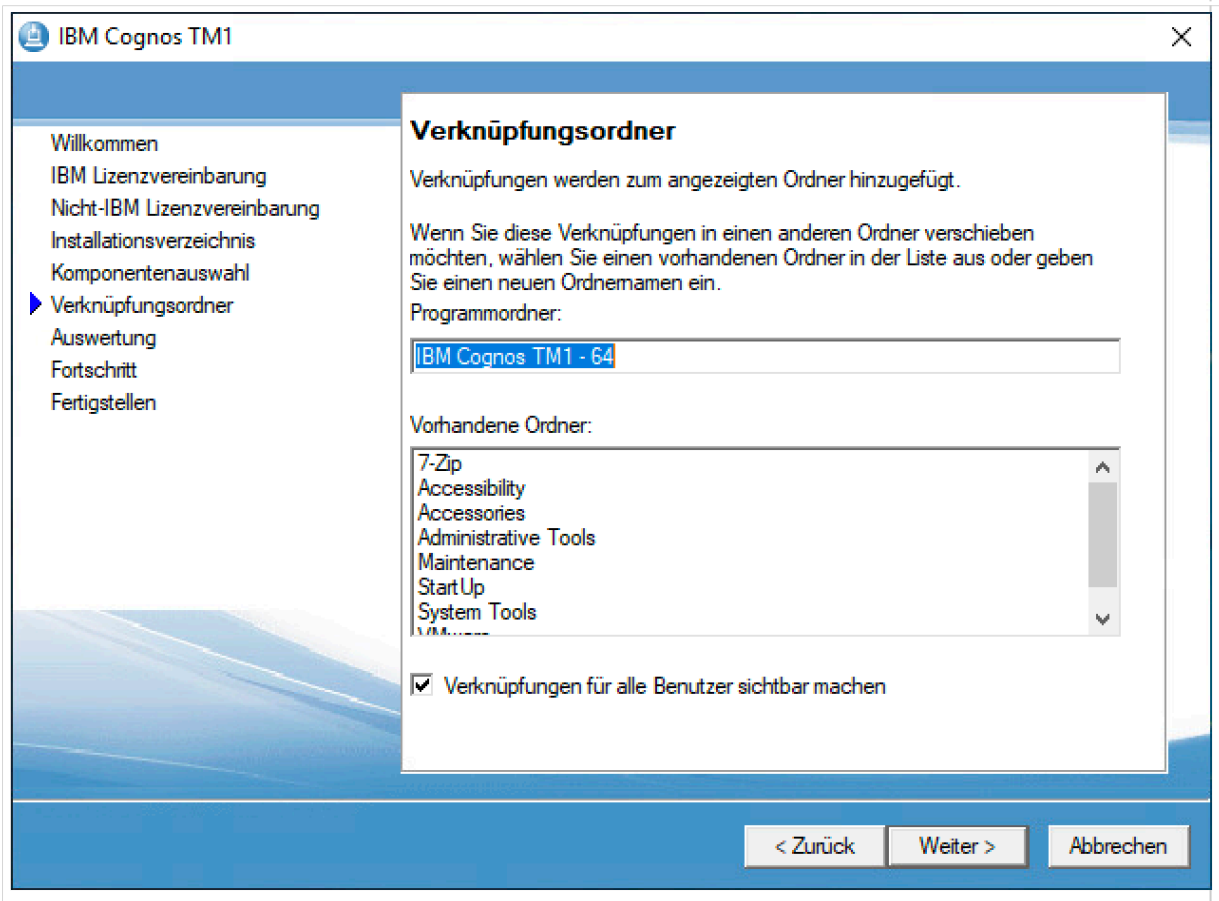 IBM Cognos TM1
Willkommen
IBM Lizenzvereinbarung
Nicht-IBM Lizenzvereinbarung
Installationsverzeichnis
Komponentenauswahl
Verknüpfungsordner
Auswertung
Fortschritt
Fertigstellen
Verknüpfungsordner
Verknüpfungen werden zum angezeigten Ordner hinzugefügt.
Wenn Sie diese Verknüpfungen in einen anderen Ordner verschieben
möchten, wählen Sie einen vorhandenen Ordner in der Liste aus oder geben
Sie einen neuen Ordnernamen ein.
Programmordner:
IBM Cognos TM1 - 64
Vorhandene Ordner:
7-Zip
Accessibility
Accessories
Administrative Tools
Maintenance
StartUp
System Tools
VMware
Verknüpfungen für alle Benutzer sichtbar machen
< Zurück
Weiter >
Abbrechen